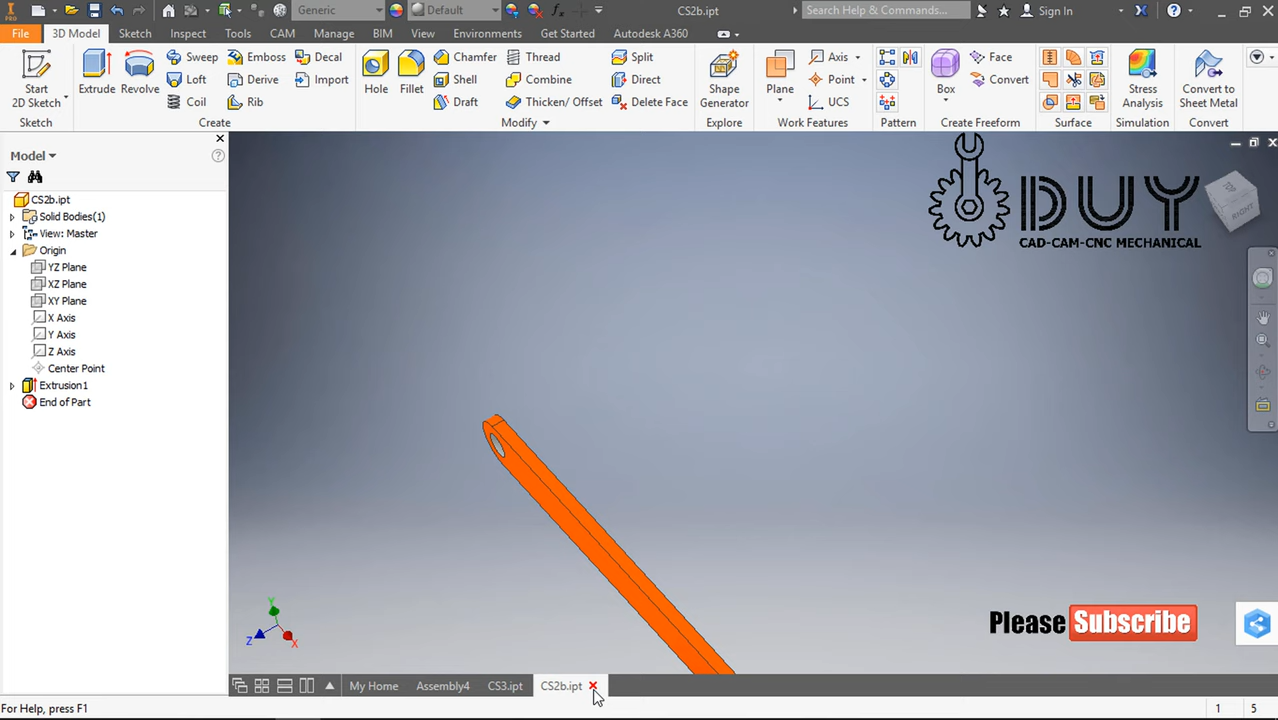 PRO
Generic
Default
CS2b.ipt
Search Help & Commands...
Sign In
File
3D Model
Sketch
Inspect
Tools
CAM
Manage
BIM
View
Environments
Get Started
Autodesk A360
Start
2D Sketch
Sketch
Extrude
Revolve
Sweep
Loft
Coil
Emboss
Derive
Rib
Decal
Import
Create
Hole
Fillet
Chamfer
Shell
Draft
Thread
Combine
Thicken/ Offset
Split
Direct
Delete Face
Modify
Shape
Generator
Explore
Plane
Axis
Point
UCS
Work Features
Pattern
Box
Face
Convert
Create Freeform
Surface
Stress
Analysis
Simulation
Convert to
Sheet Metal
Convert
Model
CS2b.ipt
Solid Bodies(1)
View: Master
Origin
YZ Plane
XZ Plane
XY Plane
X Axis
Y Axis
Z Axis
Center Point
Extrusion1
End of Part
DUY
CAD-CAM-CNC MECHANICAL
RIGHT
Y
Z
X
Please Subscribe
My Home
Assembly4
CS3.ipt
CS2b.ipt
For Help, press F1
1
5